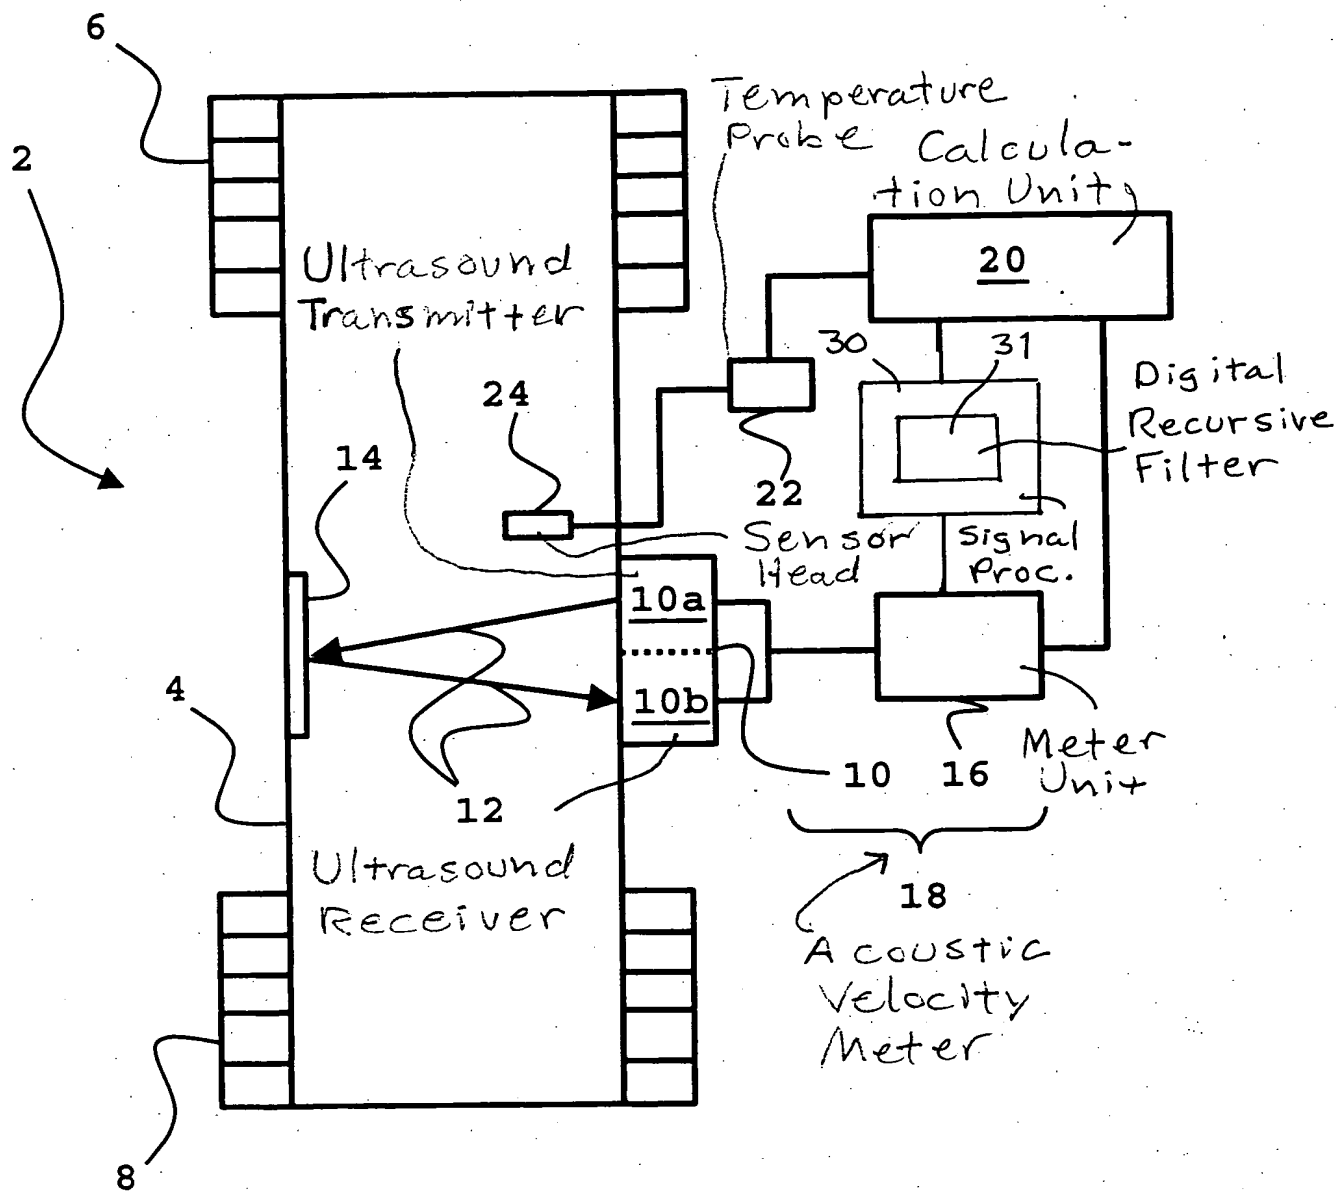 6
2
Temperature
Probe
Calcula-
tion Unit
20
Ultrasound
Transmitter
30
31
Digital
Recursive
Filter
24
14
22
Sensor
Head
Signal
Proc.
10a
10b
4
12
10
16
Meter
Unit
Ultrasound
Receiver
18
Acoustic
Velocity
Meter
8